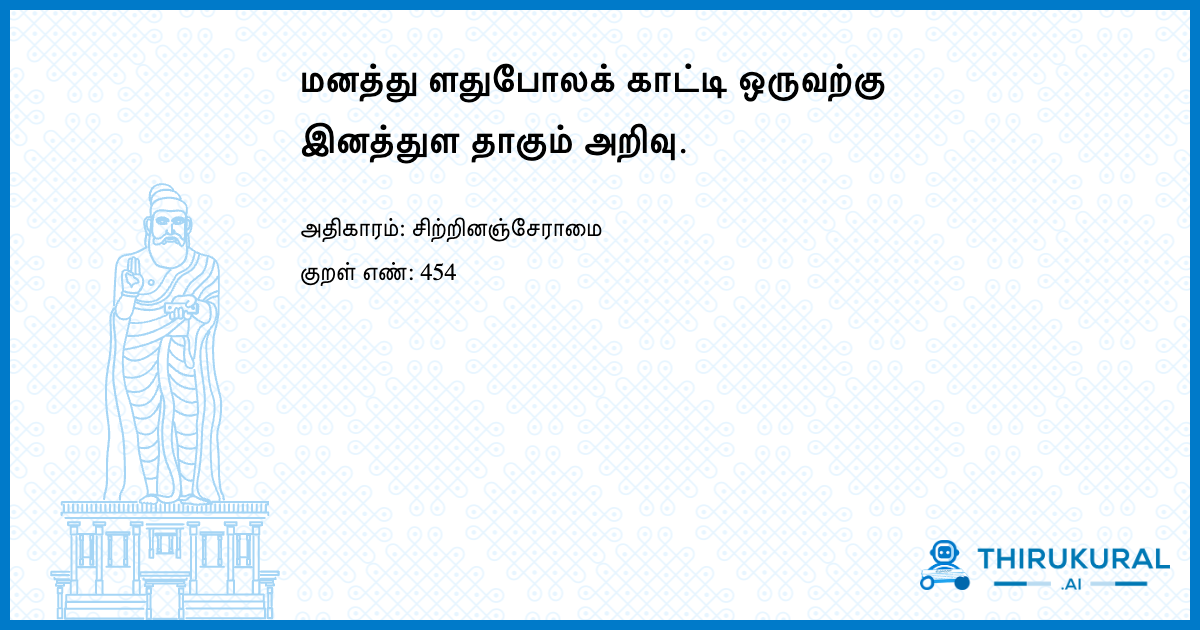 மனத்து ளதுபோலக் காட்டி ஒருவற்கு
இனத்துள தாகும் அறிவு.
அதிகாரம்: சிற்றினஞ்சேராமை
குறள் எண்: 454
THIRUKURAL
.AI